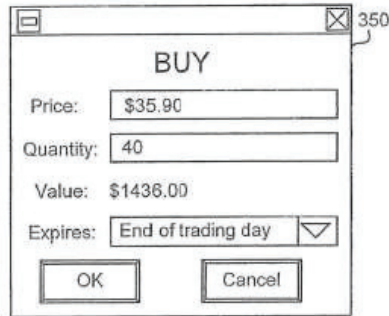 350
BUY
Price: $35.90
Quantity: 40
Value: $1436.00
Expires: End of trading day
OK Cancel